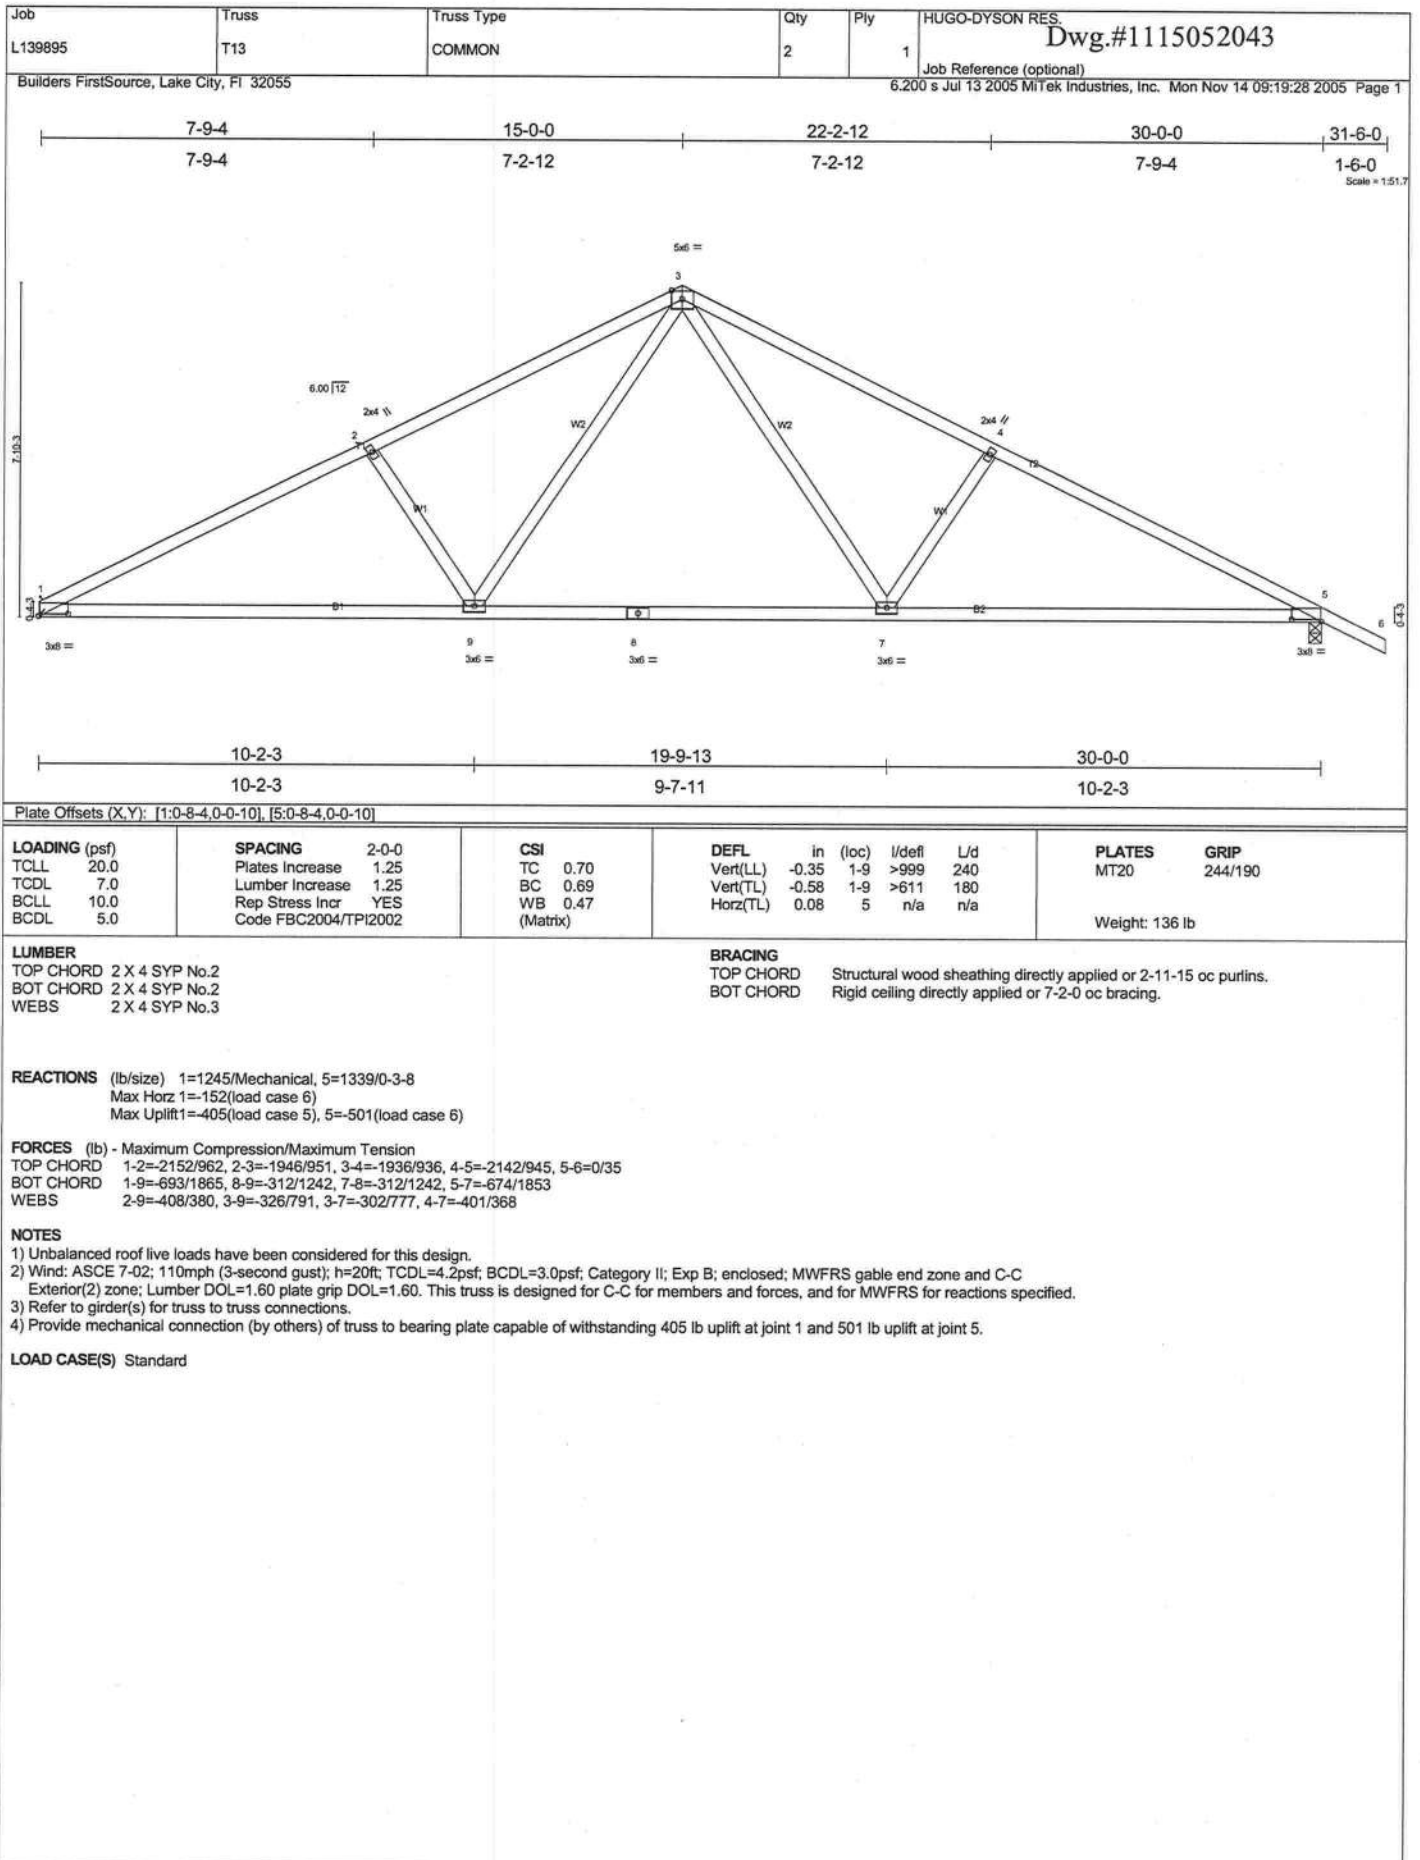 Job Truss Truss Type Qty Ply HUGO-DYSON RES.
Dwg.#1115052043
L139895 T13 COMMON 2 1
Job Reference (optional)
Builders FirstSource, Lake City, Fl 32055 6.200 s Jul 13 2005 MiTek Industries, Inc. Mon Nov 14 09:19:28 2005 Page 1
7-9-4 15-0-0 22-2-12 30-0-0 31-6-0
7-9-4 7-2-12 7-2-12 7-9-4 1-6-0
Scale = 1:51.7
5x6 =
3
6.00 12
2x4 \\
2
W2
W2
2x4 //
4
T2
7-10-3
W1
W1
1
0-4-3
B1
B2
5
6
0-4-3
3x8 =
9
3x6 =
8
3x6 =
7
3x6 =
3x8 =
10-2-3 19-9-13 30-0-0
10-2-3 9-7-11 10-2-3
Plate Offsets (X,Y): [1:0-8-4,0-0-10], [5:0-8-4,0-0-10]
LOADING (psf) SPACING 2-0-0 CSI DEFL in (loc) l/defl L/d PLATES GRIP
TCLL 20.0 Plates Increase 1.25 TC 0.70 Vert(LL) -0.35 1-9 >999 240 MT20 244/190
TCDL 7.0 Lumber Increase 1.25 BC 0.69 Vert(TL) -0.58 1-9 >611 180
BCLL 10.0 Rep Stress Incr YES WB 0.47 Horz(TL) 0.08 5 n/a n/a
BCDL 5.0 Code FBC2004/TPI2002 (Matrix) Weight: 136 lb
LUMBER
TOP CHORD 2 X 4 SYP No.2
BOT CHORD 2 X 4 SYP No.2
WEBS 2 X 4 SYP No.3
BRACING
TOP CHORD Structural wood sheathing directly applied or 2-11-15 oc purlins.
BOT CHORD Rigid ceiling directly applied or 7-2-0 oc bracing.
REACTIONS (lb/size) 1=1245/Mechanical, 5=1339/0-3-8
Max Horz 1=-152(load case 6)
Max Uplift1=-405(load case 5), 5=-501(load case 6)
FORCES (lb) - Maximum Compression/Maximum Tension
TOP CHORD 1-2=-2152/962, 2-3=-1946/951, 3-4=-1936/936, 4-5=-2142/945, 5-6=0/35
BOT CHORD 1-9=-693/1865, 8-9=-312/1242, 7-8=-312/1242, 5-7=-674/1853
WEBS 2-9=-408/380, 3-9=-326/791, 3-7=-302/777, 4-7=-401/368
NOTES
1) Unbalanced roof live loads have been considered for this design.
2) Wind: ASCE 7-02; 110mph (3-second gust); h=20ft; TCDL=4.2psf; BCDL=3.0psf; Category II; Exp B; enclosed; MWFRS gable end zone and C-C
Exterior(2) zone; Lumber DOL=1.60 plate grip DOL=1.60. This truss is designed for C-C for members and forces, and for MWFRS for reactions specified.
3) Refer to girder(s) for truss to truss connections.
4) Provide mechanical connection (by others) of truss to bearing plate capable of withstanding 405 lb uplift at joint 1 and 501 lb uplift at joint 5.
LOAD CASE(S) Standard